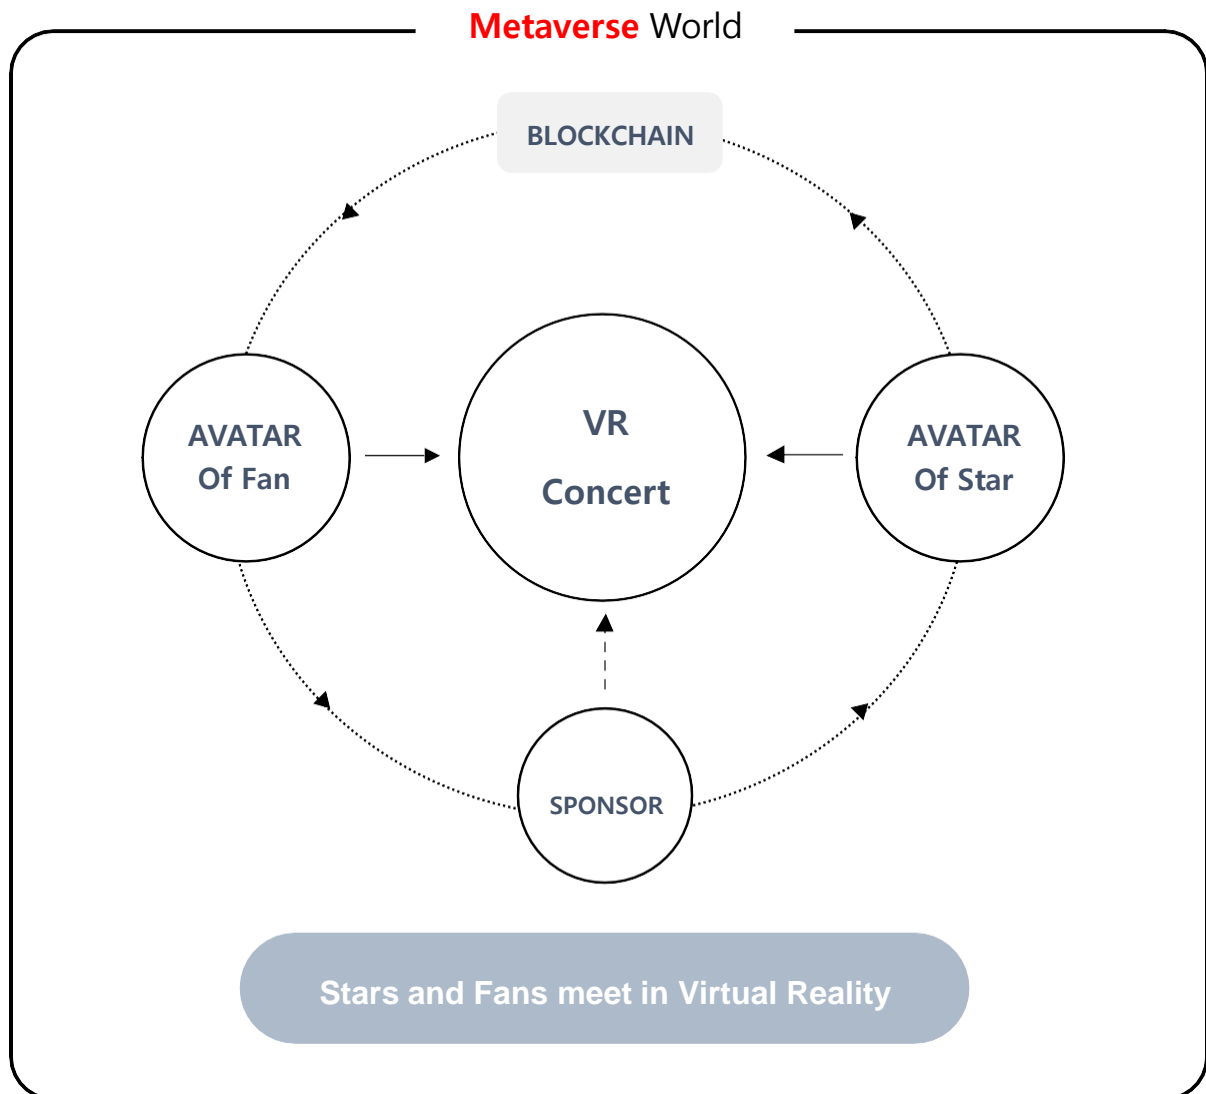 Metaverse World
BLOCKCHAIN
VR
Concert
AVATAR
Of Fan
AVATAR
Of Star
SPONSOR
Stars and Fans meet in Virtual Reality